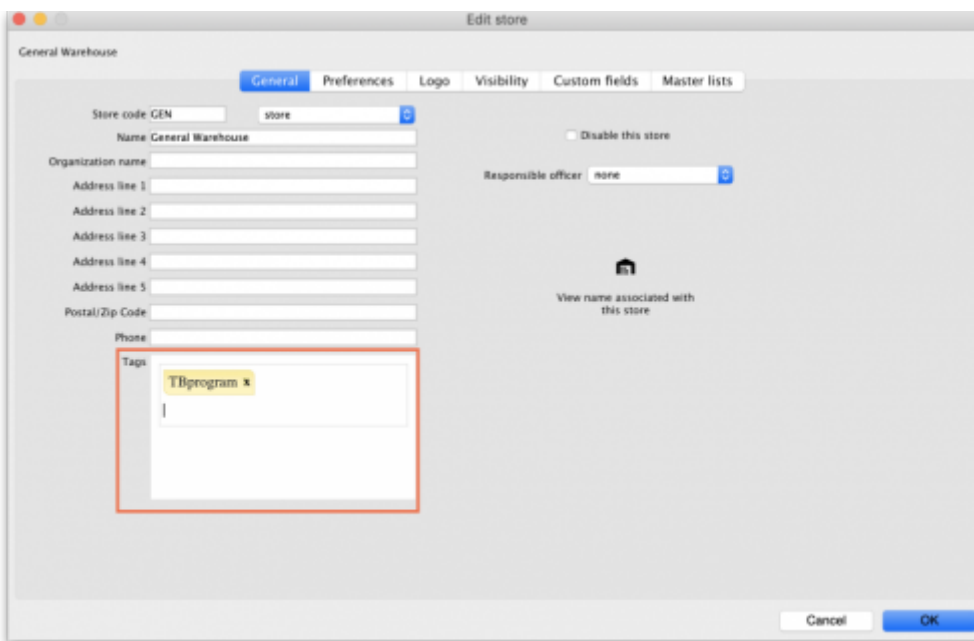 Edit store
General Warehouse
General Preferences Logo Visibility Custom fields Master lists
Store code GEN store
Disable this store
Name General Warehouse
Organization name
Responsible officer none
Address line 1
Address line 2
Address line 3
Address line 4
Address line 5
View name associated with
this store
Postal/Zip Code
Phone
Tags
TBprogram x
Cancel OK